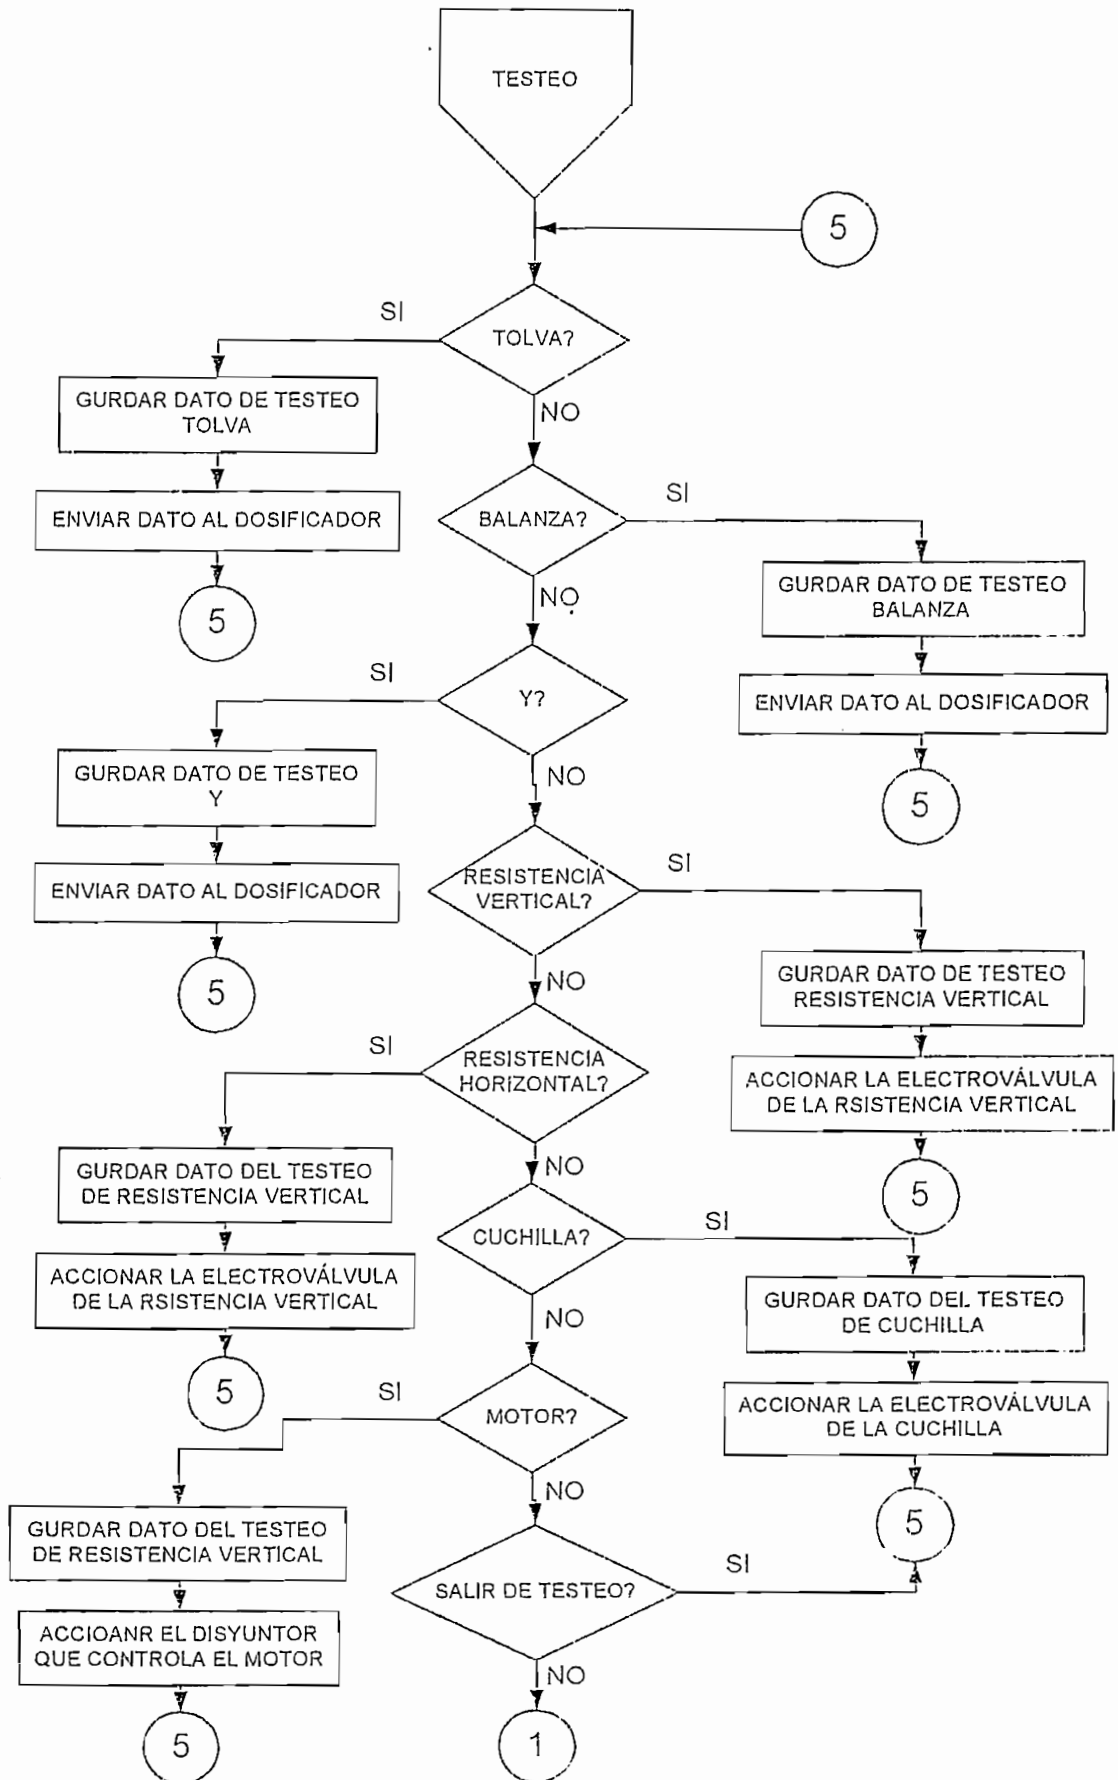 TESTEO
5
SI
TOLVA?
NO
GURDAR DATO DE TESTEO
TOLVA
ENVIAR DATO AL DOSIFICADOR
5
BALANZA?
SI
NO
GURDAR DATO DE TESTEO
BALANZA
ENVIAR DATO AL DOSIFICADOR
5
SI
Y?
NO
GURDAR DATO DE TESTEO
Y
ENVIAR DATO AL DOSIFICADOR
5
RESISTENCIA
VERTICAL?
SI
NO
GURDAR DATO DE TESTEO
RESISTENCIA VERTICAL
ACCIONAR LA ELECTROVÁLVULA
DE LA RSISTENCIA VERTICAL
5
SI
RESISTENCIA
HORIZONTAL?
NO
GURDAR DATO DEL TESTEO
DE RESISTENCIA VERTICAL
ACCIONAR LA ELECTROVÁLVULA
DE LA RSISTENCIA VERTICAL
5
CUCHILLA?
SI
NO
GURDAR DATO DEL TESTEO
DE CUCHILLA
ACCIONAR LA ELECTROVÁLVULA
DE LA CUCHILLA
5
SI
MOTOR?
NO
GURDAR DATO DEL TESTEO
DE RESISTENCIA VERTICAL
ACCIOANR EL DISYUNTOR
QUE CONTROLA EL MOTOR
5
SALIR DE TESTEO?
SI
NO
1